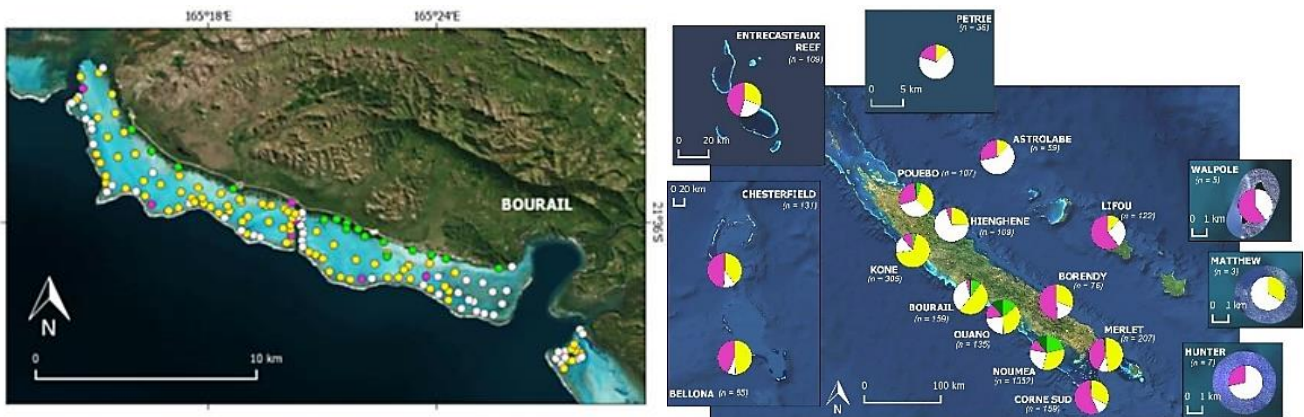 165°18'E
165°24'E
BOURAIL
21°36'S
N
0
10 km
ENTRECASTEAUX
REEF
(n = 109)
0
20 km
PETRIE
(n = 36)
0
5 km
ASTROLABE
(n = 59)
POUEBO
(n = 107)
HIENGHENE
(n = 169)
LIFOU
(n = 122)
WALPOLE
(n = 5)
0 1 km
0 20 km
CHESTERFIELD
(n = 131)
KONE
(n = 305)
BORENDY
(n = 76)
MATTHEW
(n = 3)
0 1 km
BOURAIL
(n = 159)
OUANO
(n = 135)
MERLET
(n = 207)
HUNTER
(n = 7)
0 1 km
NOUMEA
(n = 1352)
BELLONA
N
0
100 km
CORNE SUD
(n = 159)